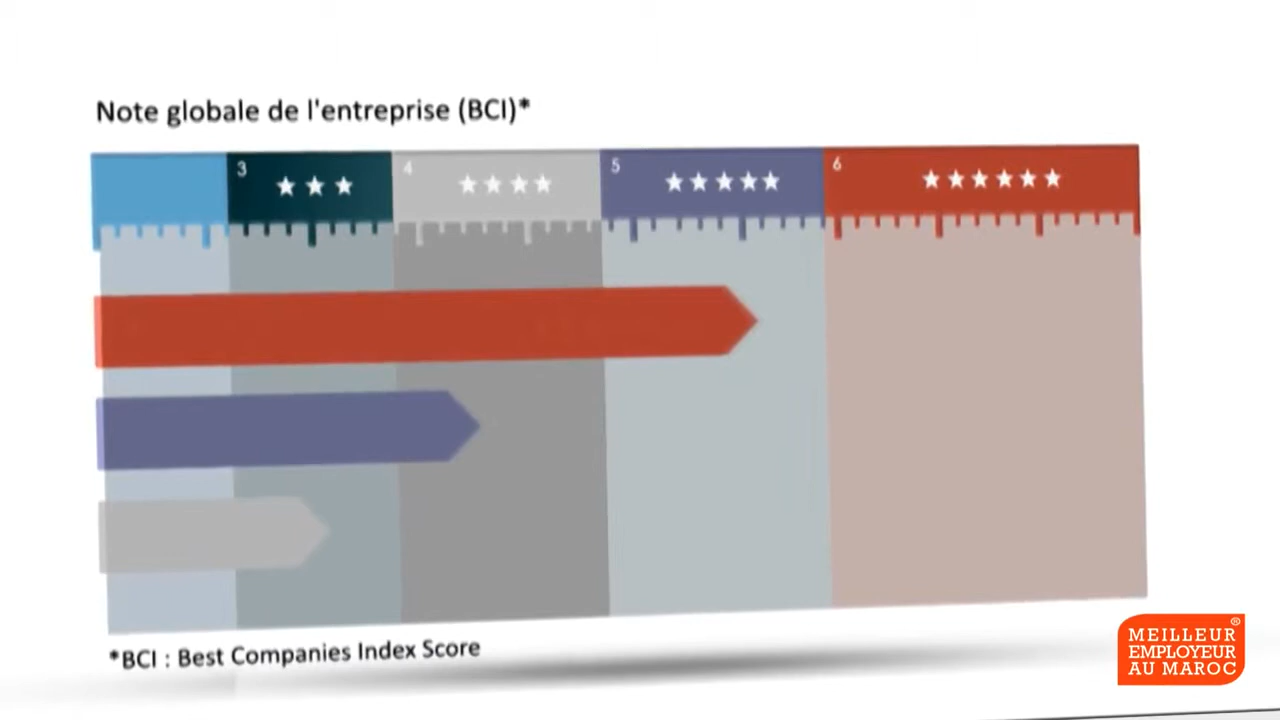 Note globale de l'entreprise (BCI)*
3 ★★★
4 ★★★★
5 ★★★★★
6 ★★★★★★
*BCI : Best Companies Index Score
MEILLEUR®
EMPLOYEUR
AU MAROC